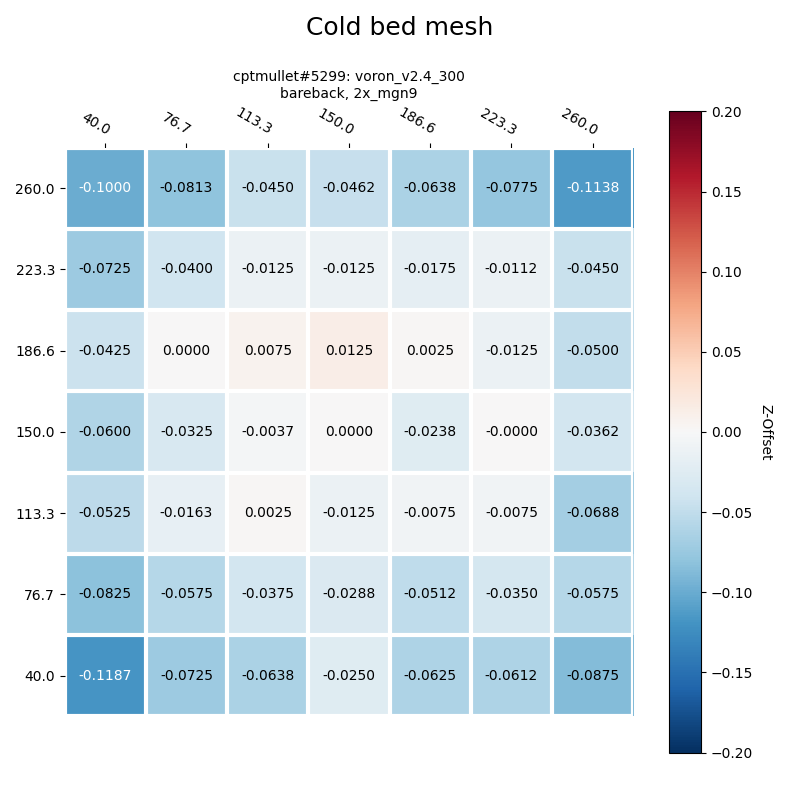 Cold bed mesh
cptmullet#5299: voron_v2.4_300
bareback, 2x_mgn9
40.0 76.7 113.3 150.0 186.6 223.3 260.0
260.0 -0.1000 -0.0813 -0.0450 -0.0462 -0.0638 -0.0775 -0.1138
223.3 -0.0725 -0.0400 -0.0125 -0.0125 -0.0175 -0.0112 -0.0450
186.6 -0.0425 0.0000 0.0075 0.0125 0.0025 -0.0125 -0.0500
150.0 -0.0600 -0.0325 -0.0037 0.0000 -0.0238 -0.0000 -0.0362
113.3 -0.0525 -0.0163 0.0025 -0.0125 -0.0075 -0.0075 -0.0688
76.7 -0.0825 -0.0575 -0.0375 -0.0288 -0.0512 -0.0350 -0.0575
40.0 -0.1187 -0.0725 -0.0638 -0.0250 -0.0625 -0.0612 -0.0875
0.20
0.15
0.10
0.05
0.00
−0.05
−0.10
−0.15
−0.20
Z-Offset